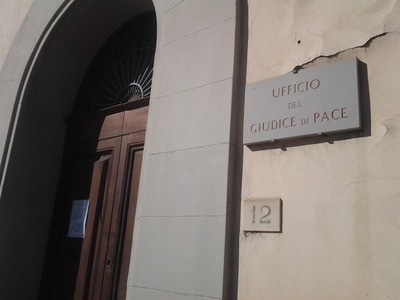 UFFICIO
DEL
GIUDICE DI PACE
12